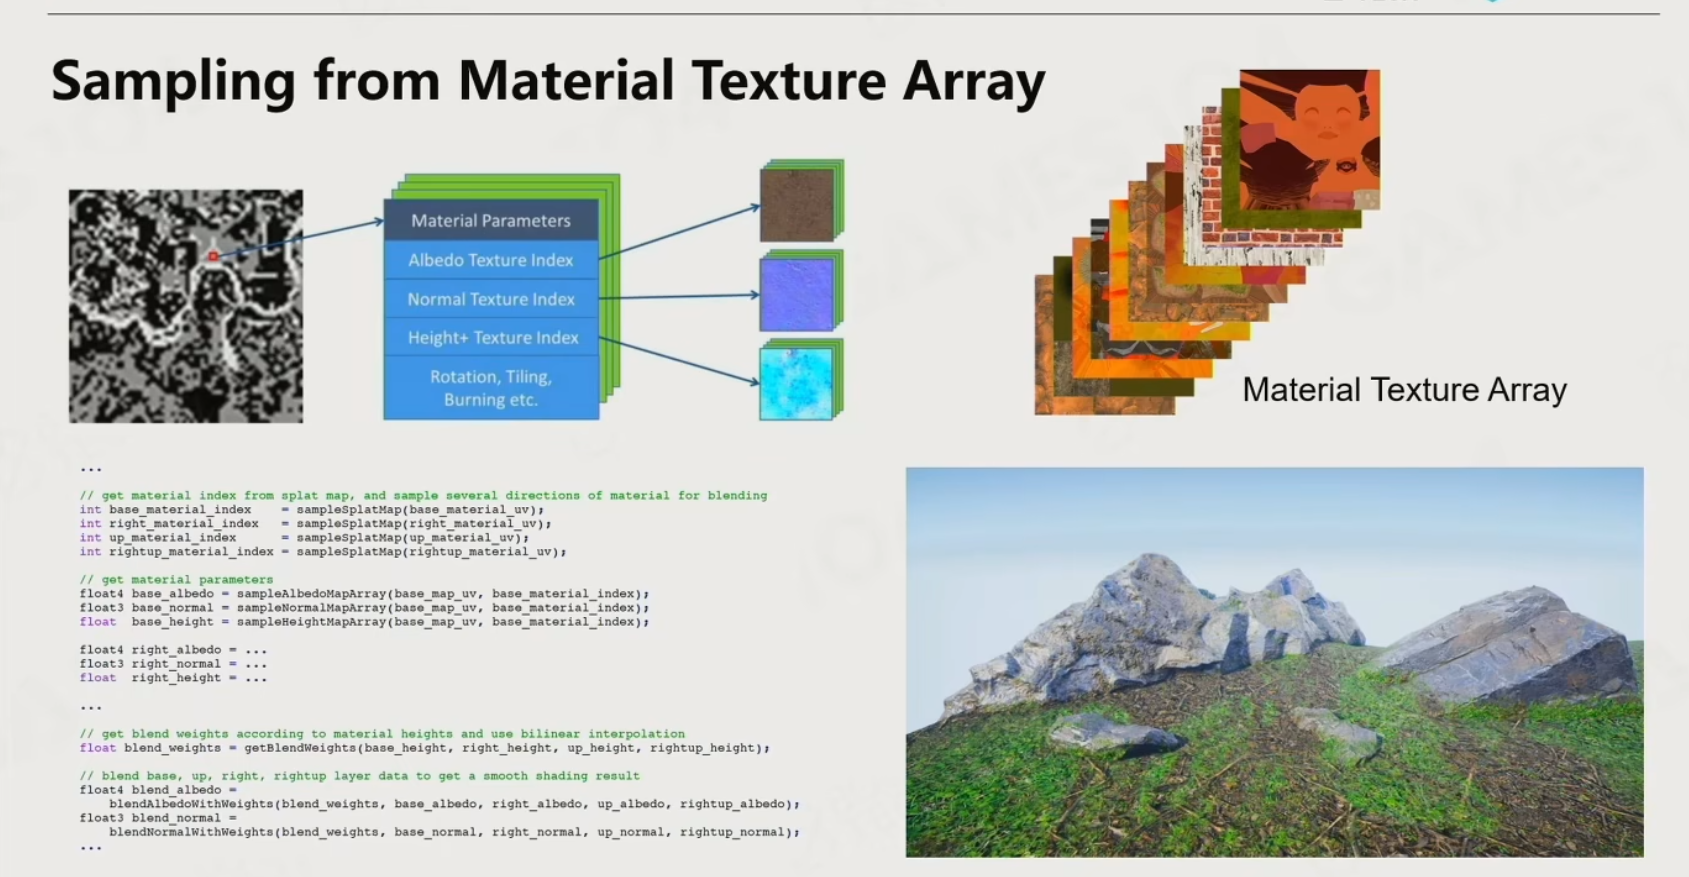 Sampling from Material Texture Array
Material Parameters
Albedo Texture Index
Normal Texture Index
Height+ Texture Index
Rotation, Tiling,
Burning etc.
Material Texture Array
...
// get material index from splat map, and sample several directions of material for blending
int base_material_index    = sampleSplatMap(base_material_uv);
int right_material_index   = sampleSplatMap(right_material_uv);
int up_material_index      = sampleSplatMap(up_material_uv);
int rightup_material_index = sampleSplatMap(rightup_material_uv);
// get material parameters
float4 base_albedo = sampleAlbedoMapArray(base_map_uv, base_material_index);
float3 base_normal = sampleNormalMapArray(base_map_uv, base_material_index);
float  base_height = sampleHeightMapArray(base_map_uv, base_material_index);
float4 right_albedo = ...
float3 right_normal = ...
float  right_height = ...
...
// get blend weights according to material heights and use bilinear interpolation
float blend_weights = getBlendWeights(base_height, right_height, up_height, rightup_height);
// blend base, up, right, rightup layer data to get a smooth shading result
float4 blend_albedo =
    blendAlbedoWithWeights(blend_weights, base_albedo, right_albedo, up_albedo, rightup_albedo);
float3 blend_normal =
    blendNormalWithWeights(blend_weights, base_normal, right_normal, up_normal, rightup_normal);
...